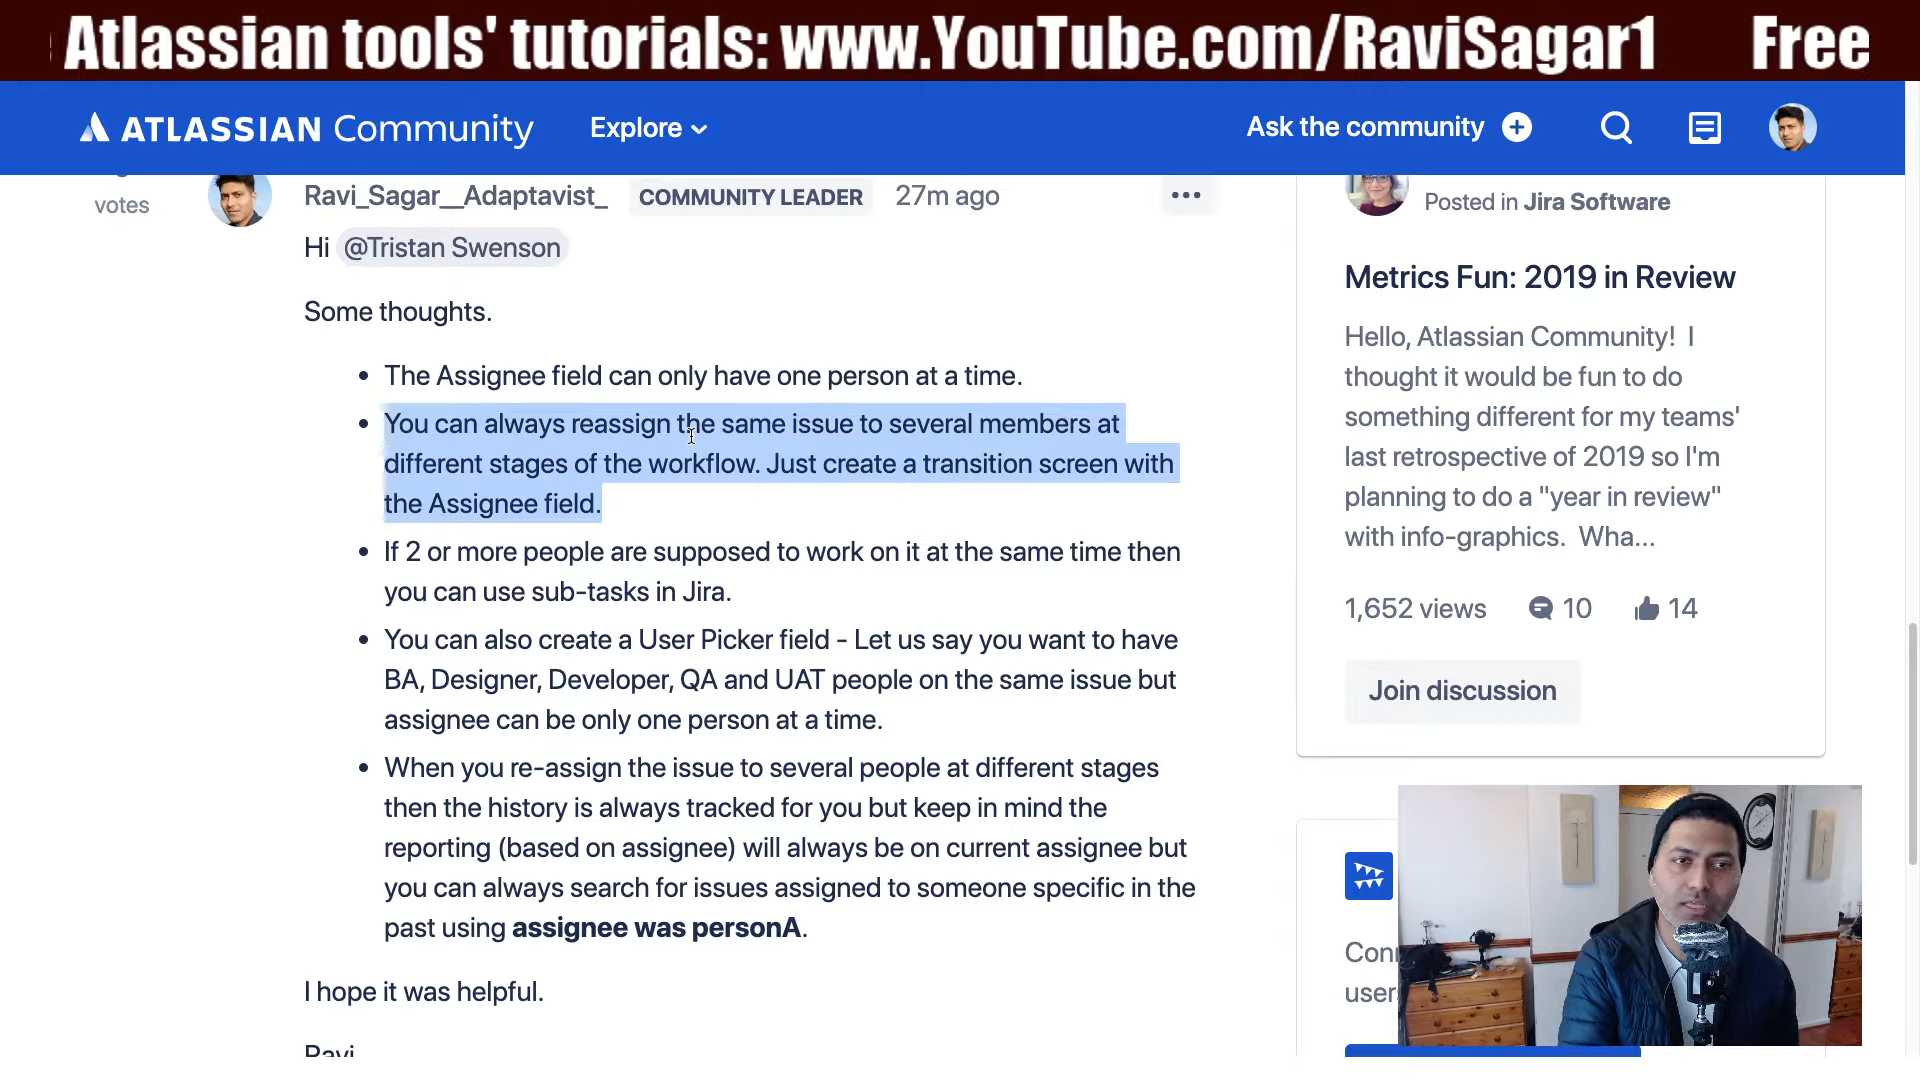 Atlassian tools' tutorials: www.YouTube.com/RaviSagar1 Free
ATLASSIAN Community Explore Ask the community
votes
Ravi_Sagar__Adaptavist_ COMMUNITY LEADER 27m ago
Hi @Tristan Swenson
Some thoughts.
• The Assignee field can only have one person at a time.
• You can always reassign the same issue to several members at
different stages of the workflow. Just create a transition screen with
the Assignee field.
• If 2 or more people are supposed to work on it at the same time then
you can use sub-tasks in Jira.
• You can also create a User Picker field - Let us say you want to have
BA, Designer, Developer, QA and UAT people on the same issue but
assignee can be only one person at a time.
• When you re-assign the issue to several people at different stages
then the history is always tracked for you but keep in mind the
reporting (based on assignee) will always be on current assignee but
you can always search for issues assigned to someone specific in the
past using assignee was personA.
I hope it was helpful.
Ravi
Posted in Jira Software
Metrics Fun: 2019 in Review
Hello, Atlassian Community! I
thought it would be fun to do
something different for my teams'
last retrospective of 2019 so I'm
planning to do a "year in review"
with info-graphics. Wha...
1,652 views 10 14
Join discussion